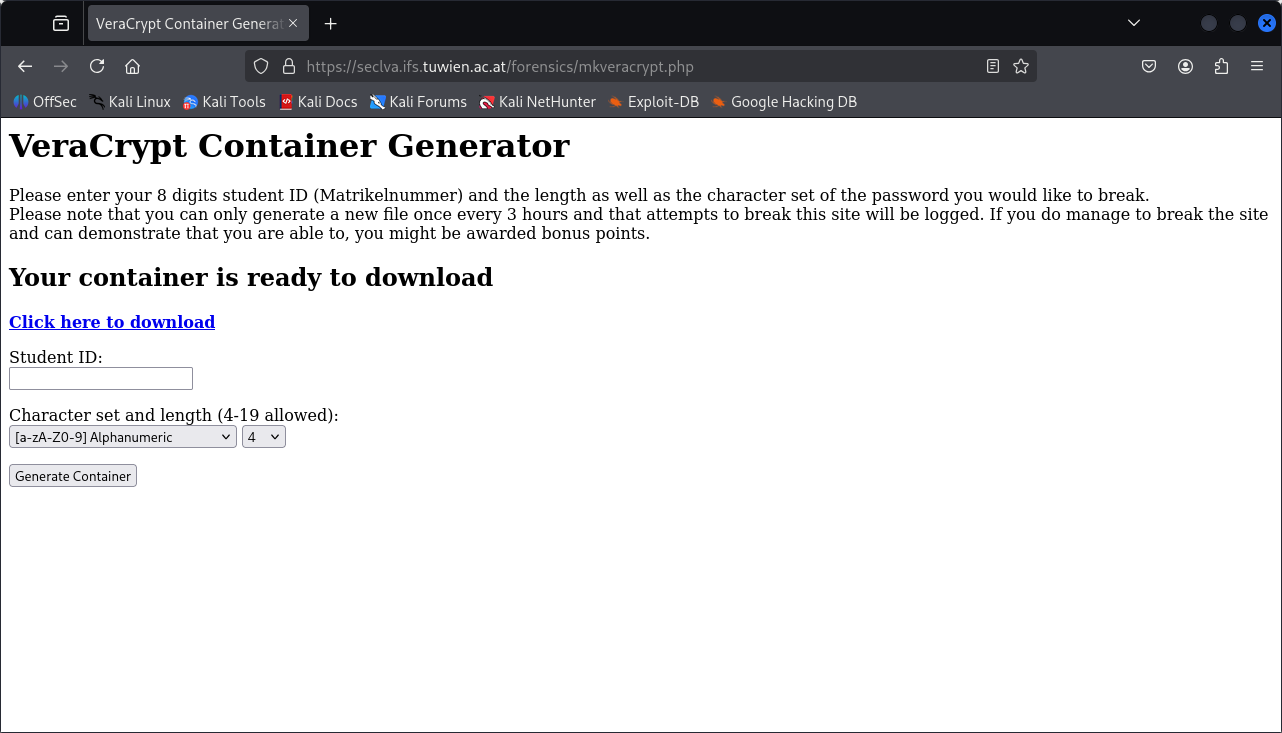 VeraCrypt Container Generat
https://seclva.ifs.tuwien.ac.at/forensics/mkveracrypt.php
OffSec Kali Linux Kali Tools Kali Docs Kali Forums Kali NetHunter Exploit-DB Google Hacking DB
VeraCrypt Container Generator
Please enter your 8 digits student ID (Matrikelnummer) and the length as well as the character set of the password you would like to break.
Please note that you can only generate a new file once every 3 hours and that attempts to break this site will be logged. If you do manage to break the site
and can demonstrate that you are able to, you might be awarded bonus points.
Your container is ready to download
Click here to download
Student ID:
Character set and length (4-19 allowed):
[a-zA-Z0-9] Alphanumeric 4
Generate Container